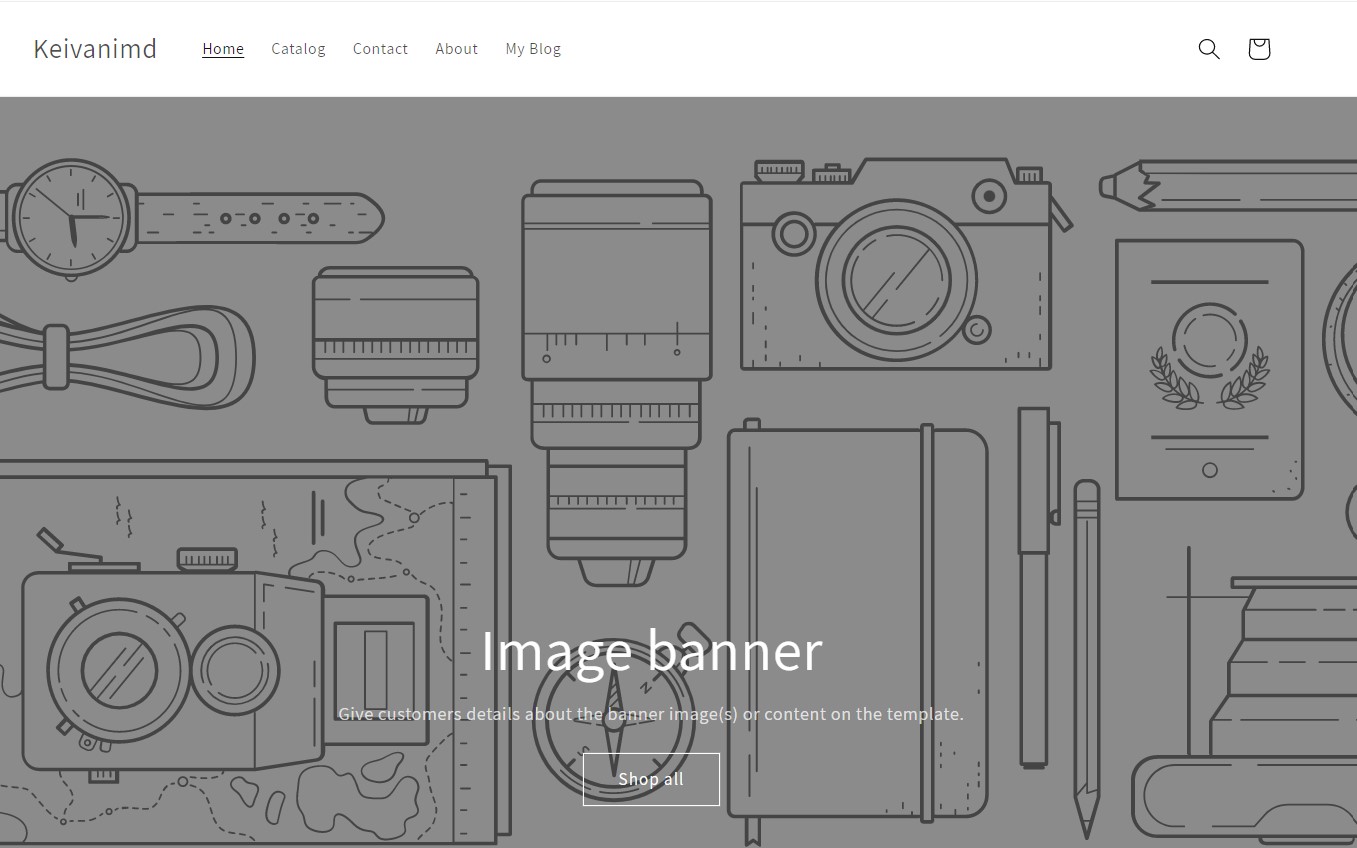 Keivanimd Home Catalog Contact About My Blog
N
Image banner
Give customers details about the banner image(s) or content on the template.
Shop all